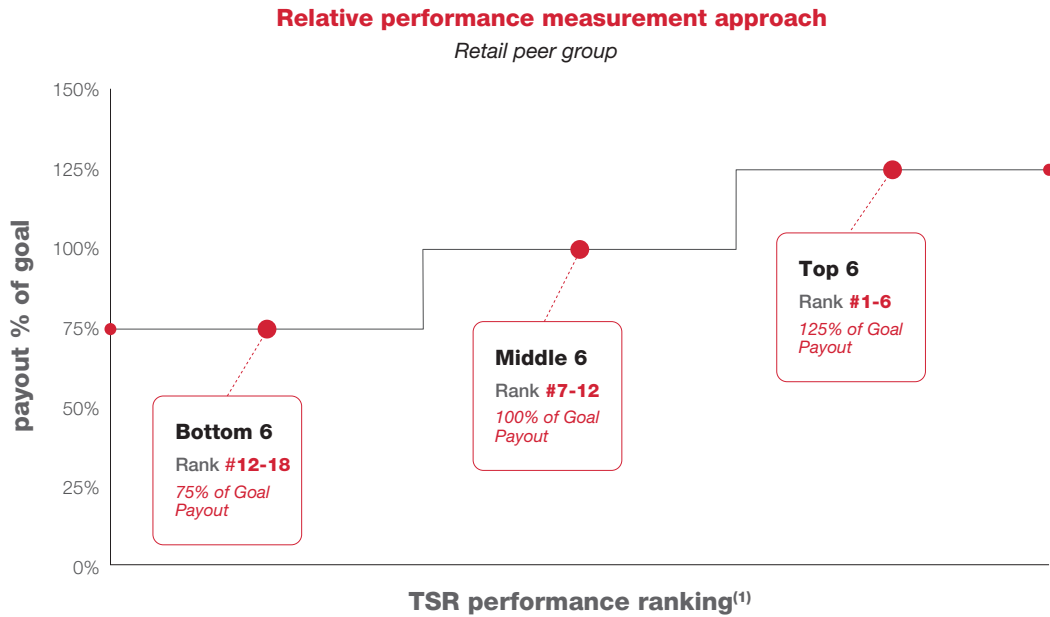 Relative performance measurement approach
Retail peer group
payout % of goal
150%
125%
100%
75%
50%
25%
0%
Bottom 6
Rank #12-18
75% of Goal
Payout
Middle 6
Rank #7-12
100% of Goal
Payout
Top 6
Rank #1-6
125% of Goal
Payout
TSR performance ranking(1)